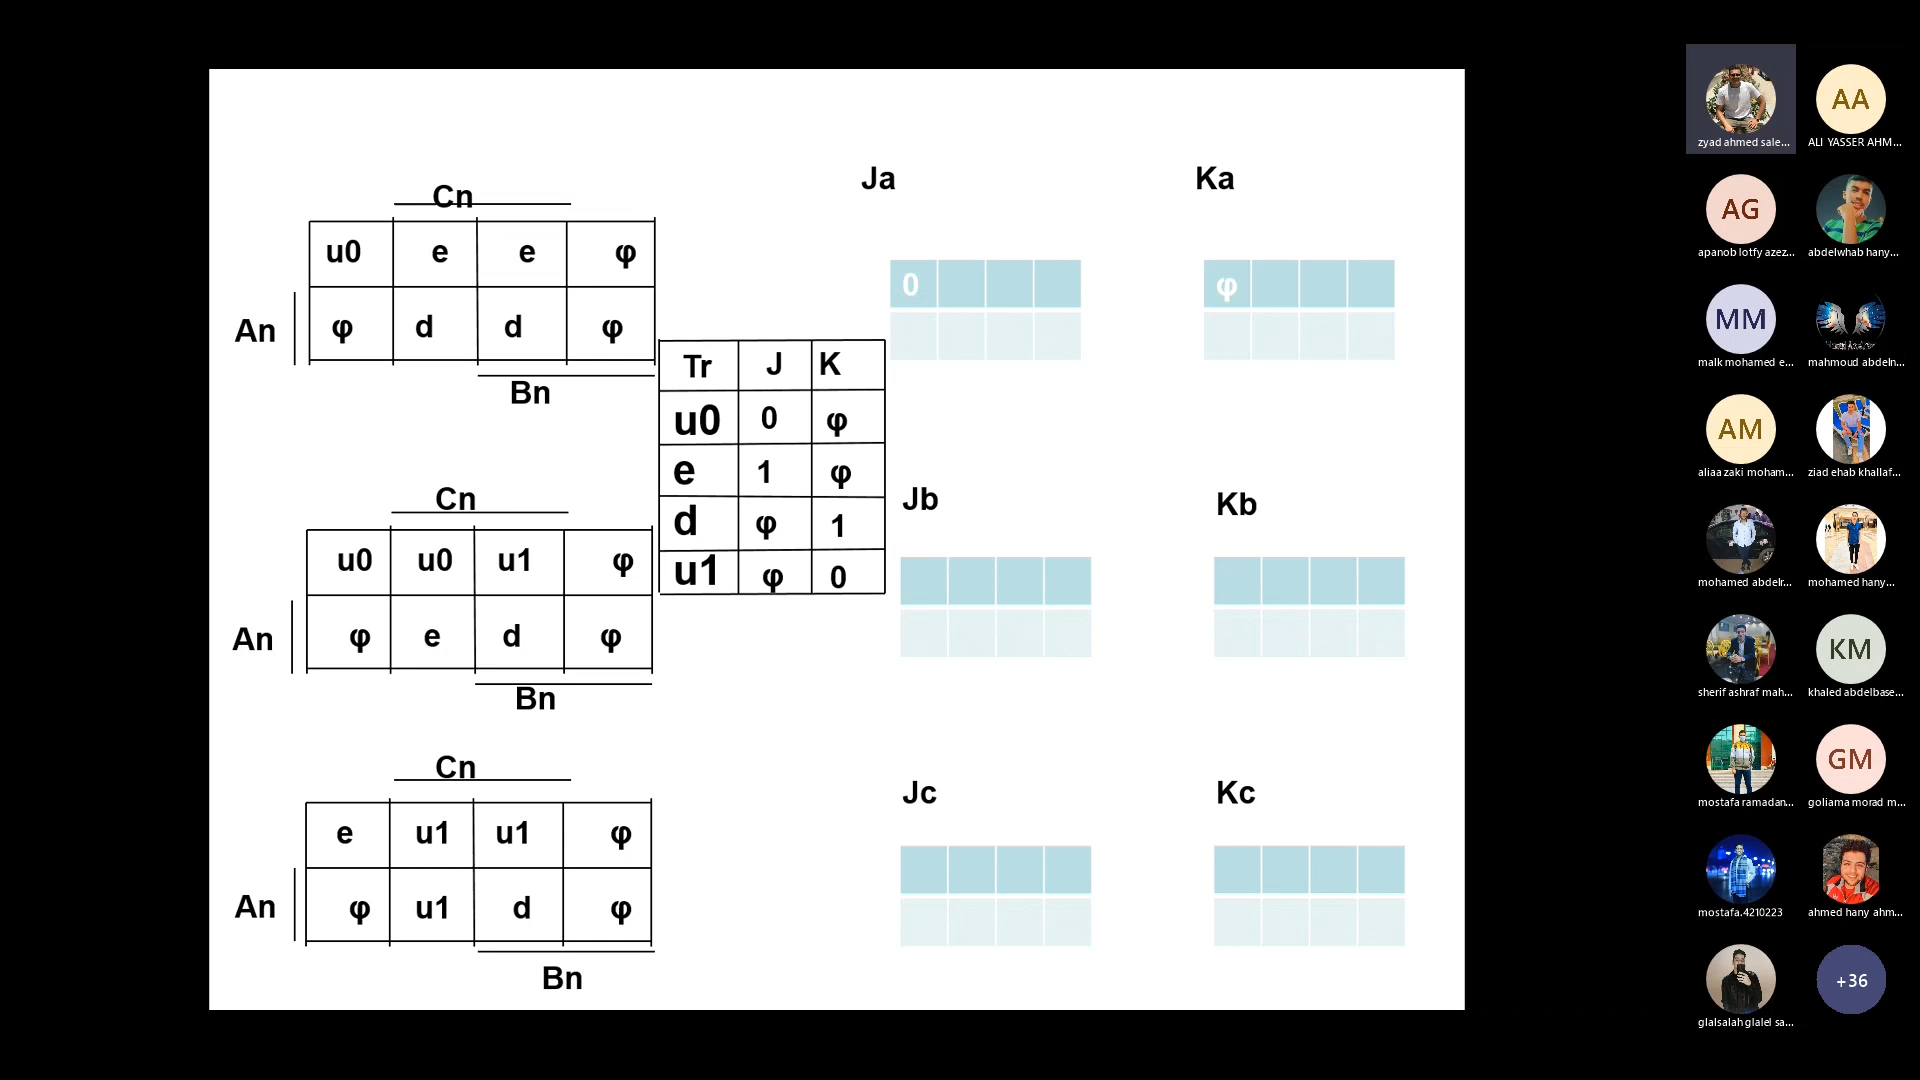 Cn
u0 e e φ
An φ d d φ
Bn
Cn
u0 u0 u1 φ
An φ e d φ
Bn
Cn
e u1 u1 φ
An φ u1 d φ
Bn
Tr J K
u0 0 φ
e 1 φ
d φ 1
u1 φ 0
Ja
0
Ka
φ
Jb
Kb
Jc
Kc
zyad ahmed sale...
AA
ALI YASSER AHM...
AG
apanob lotfy azez...
abdelwhab hany...
MM
malk mohamed e...
mahmoud abdeln...
AM
aliaa zaki moham...
ziad ehab khallaf...
mohamed abdelr...
mohamed hany...
sherif ashraf mah...
KM
khaled abdelbase...
mostafa ramadan...
GM
goliama morad m...
mostafa.4210223
ahmed hany ahm...
glalsalah glalel sa...
+36